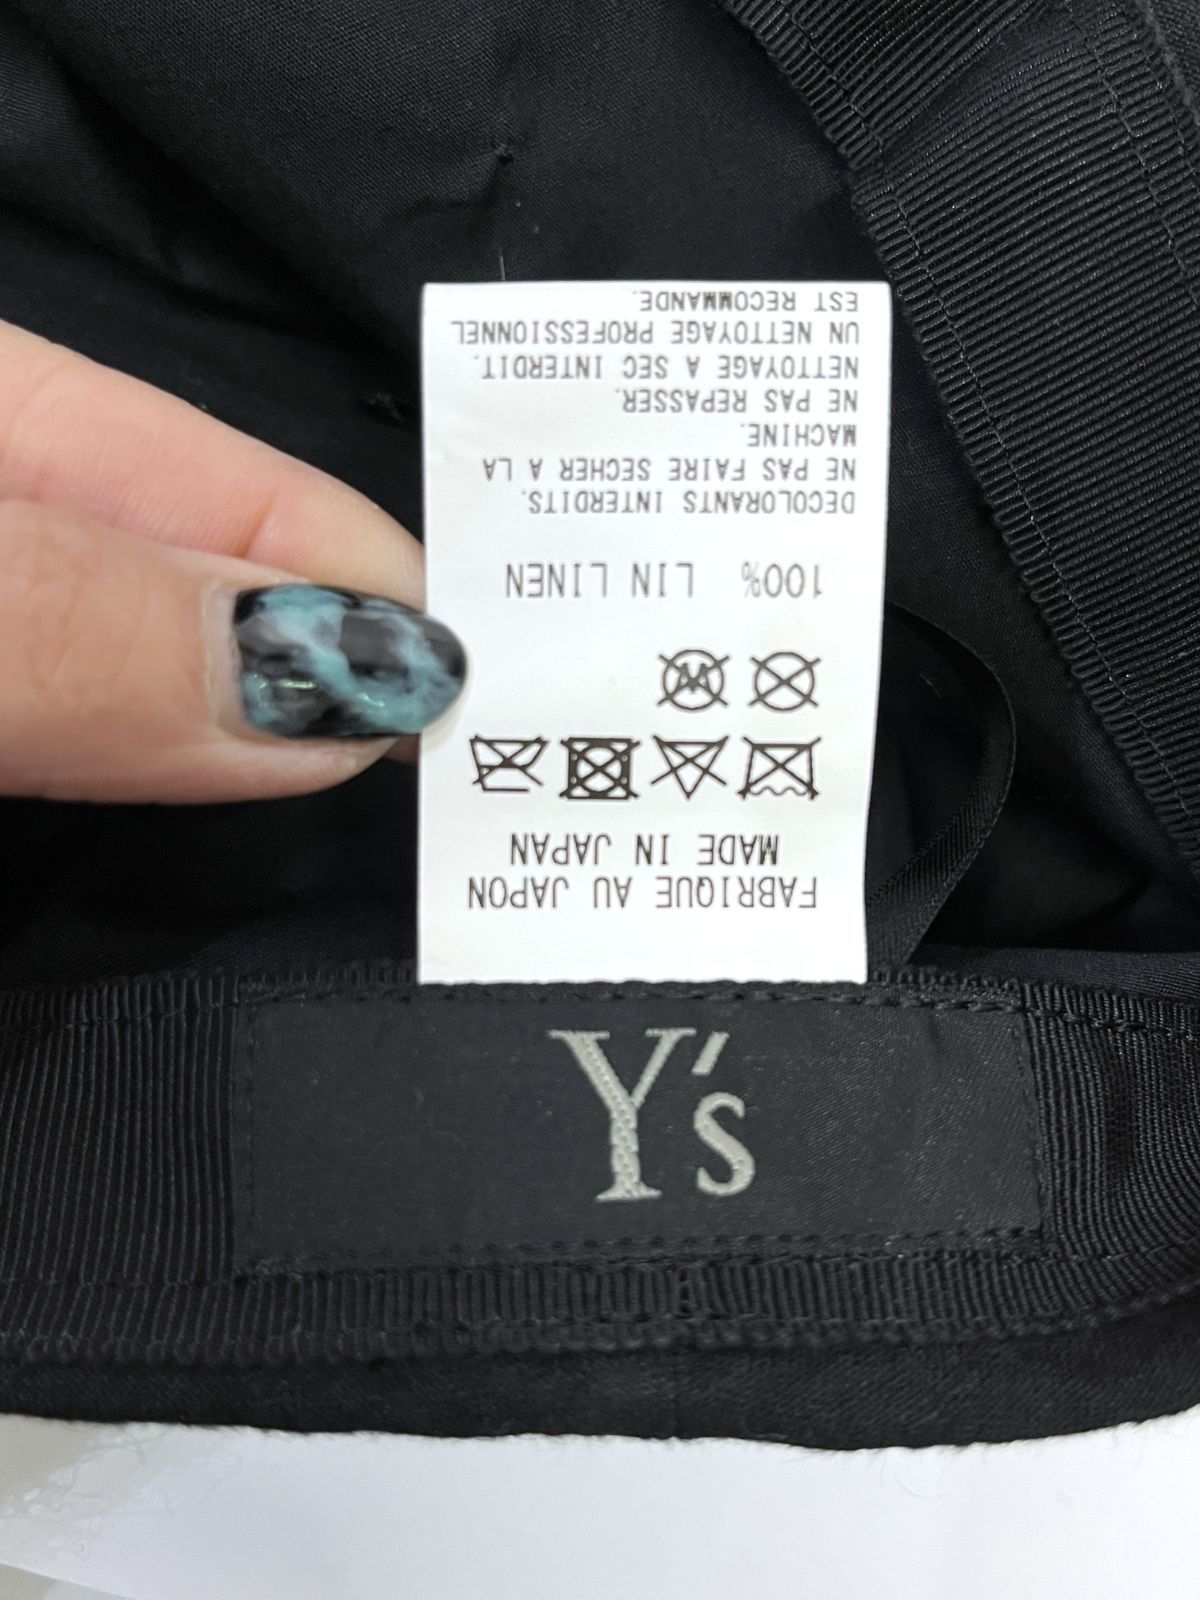 FABRIQUE AU JAPON
MADE IN JAPAN
W
100% LIN LINEN
DECOLORANTS INTERDITS.
NE PAS FAIRE SECHER A LA
MACHINE.
NE PAS REPASSER.
NETTOYAGE A SEC INTERDIT.
UN NETTOYAGE PROFESSIONNEL
EST RECOMMANDE.
Y's